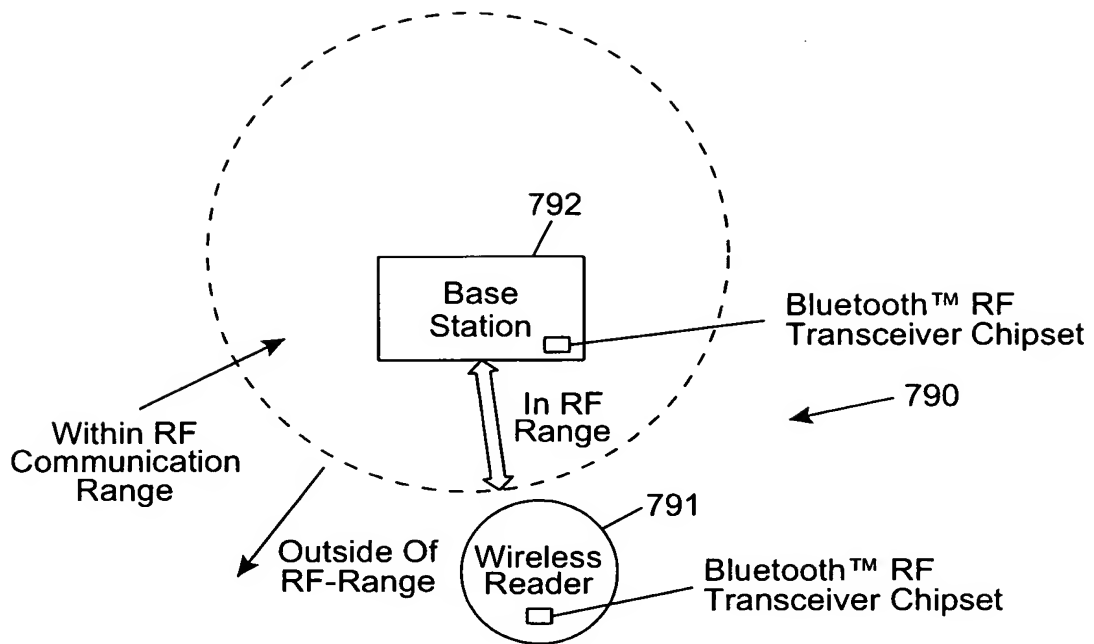 792
Base
Station
Bluetooth™ RF
Transceiver Chipset
In RF
Range
790
Within RF
Communication
Range
791
Outside Of
RF-Range
Wireless
Reader
Bluetooth™ RF
Transceiver Chipset